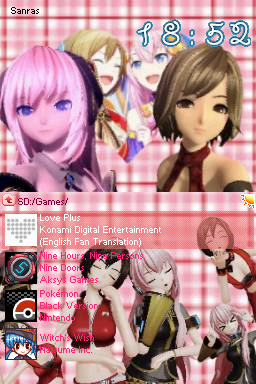 Sanras
18:52
SD:/Games/
Love Plus
Konami Digital Entertainment
(English Fan Translation)
Nine Hours, Nine Persons
Nine Doors
Aksys Games
Pokémon
Black Version
Nintendo
Witch's Wish
Natsume Inc.